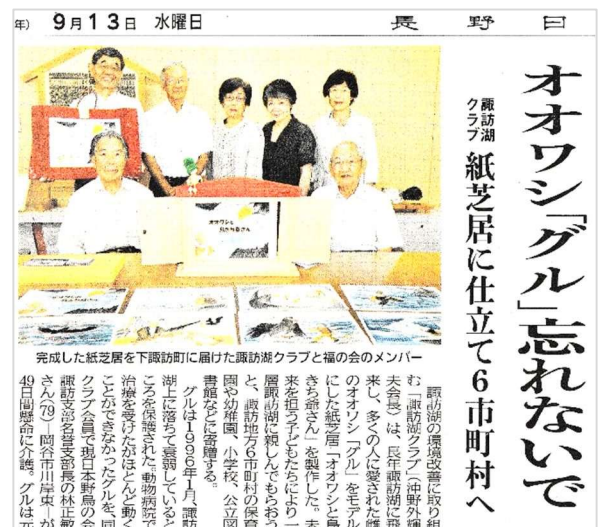 年) 9月13日 水曜日
長野日
オオワシ「グル」忘れないで
諏訪湖
クラブ
紙芝居に仕立て6市町村へ
オオワシと
完成した紙芝居を下諏訪町に届けた諏訪湖クラブと福の会のメンバー
諏訪湖の環境改善に取り組
む「諏訪湖クラブ」(沖野外輝
夫会長)は、長年諏訪湖に飛
来し、多くの人に愛された雌
のオオワシ「グル」をモデル
にした紙芝居「オオワシと鳥
きち爺さん」を製作した。未
来を担う子どもたちにより一
層諏訪湖に親しんでもらおう
と、諏訪地方6市町村の保育
園や幼稚園、小学校、公立図
書館などに寄贈する。
グルは1996年1月、諏訪
湖上に落ちて衰弱していると
ころを保護された。動物病院で
治療を受けたがほとんど動く
ことができなかったグルを、同
クラブ会員で現日本野鳥の会
諏訪支部名誉支部長の林正敏
さん(79)=岡谷市川岸東=が
49日間懸命に介護。グルは元